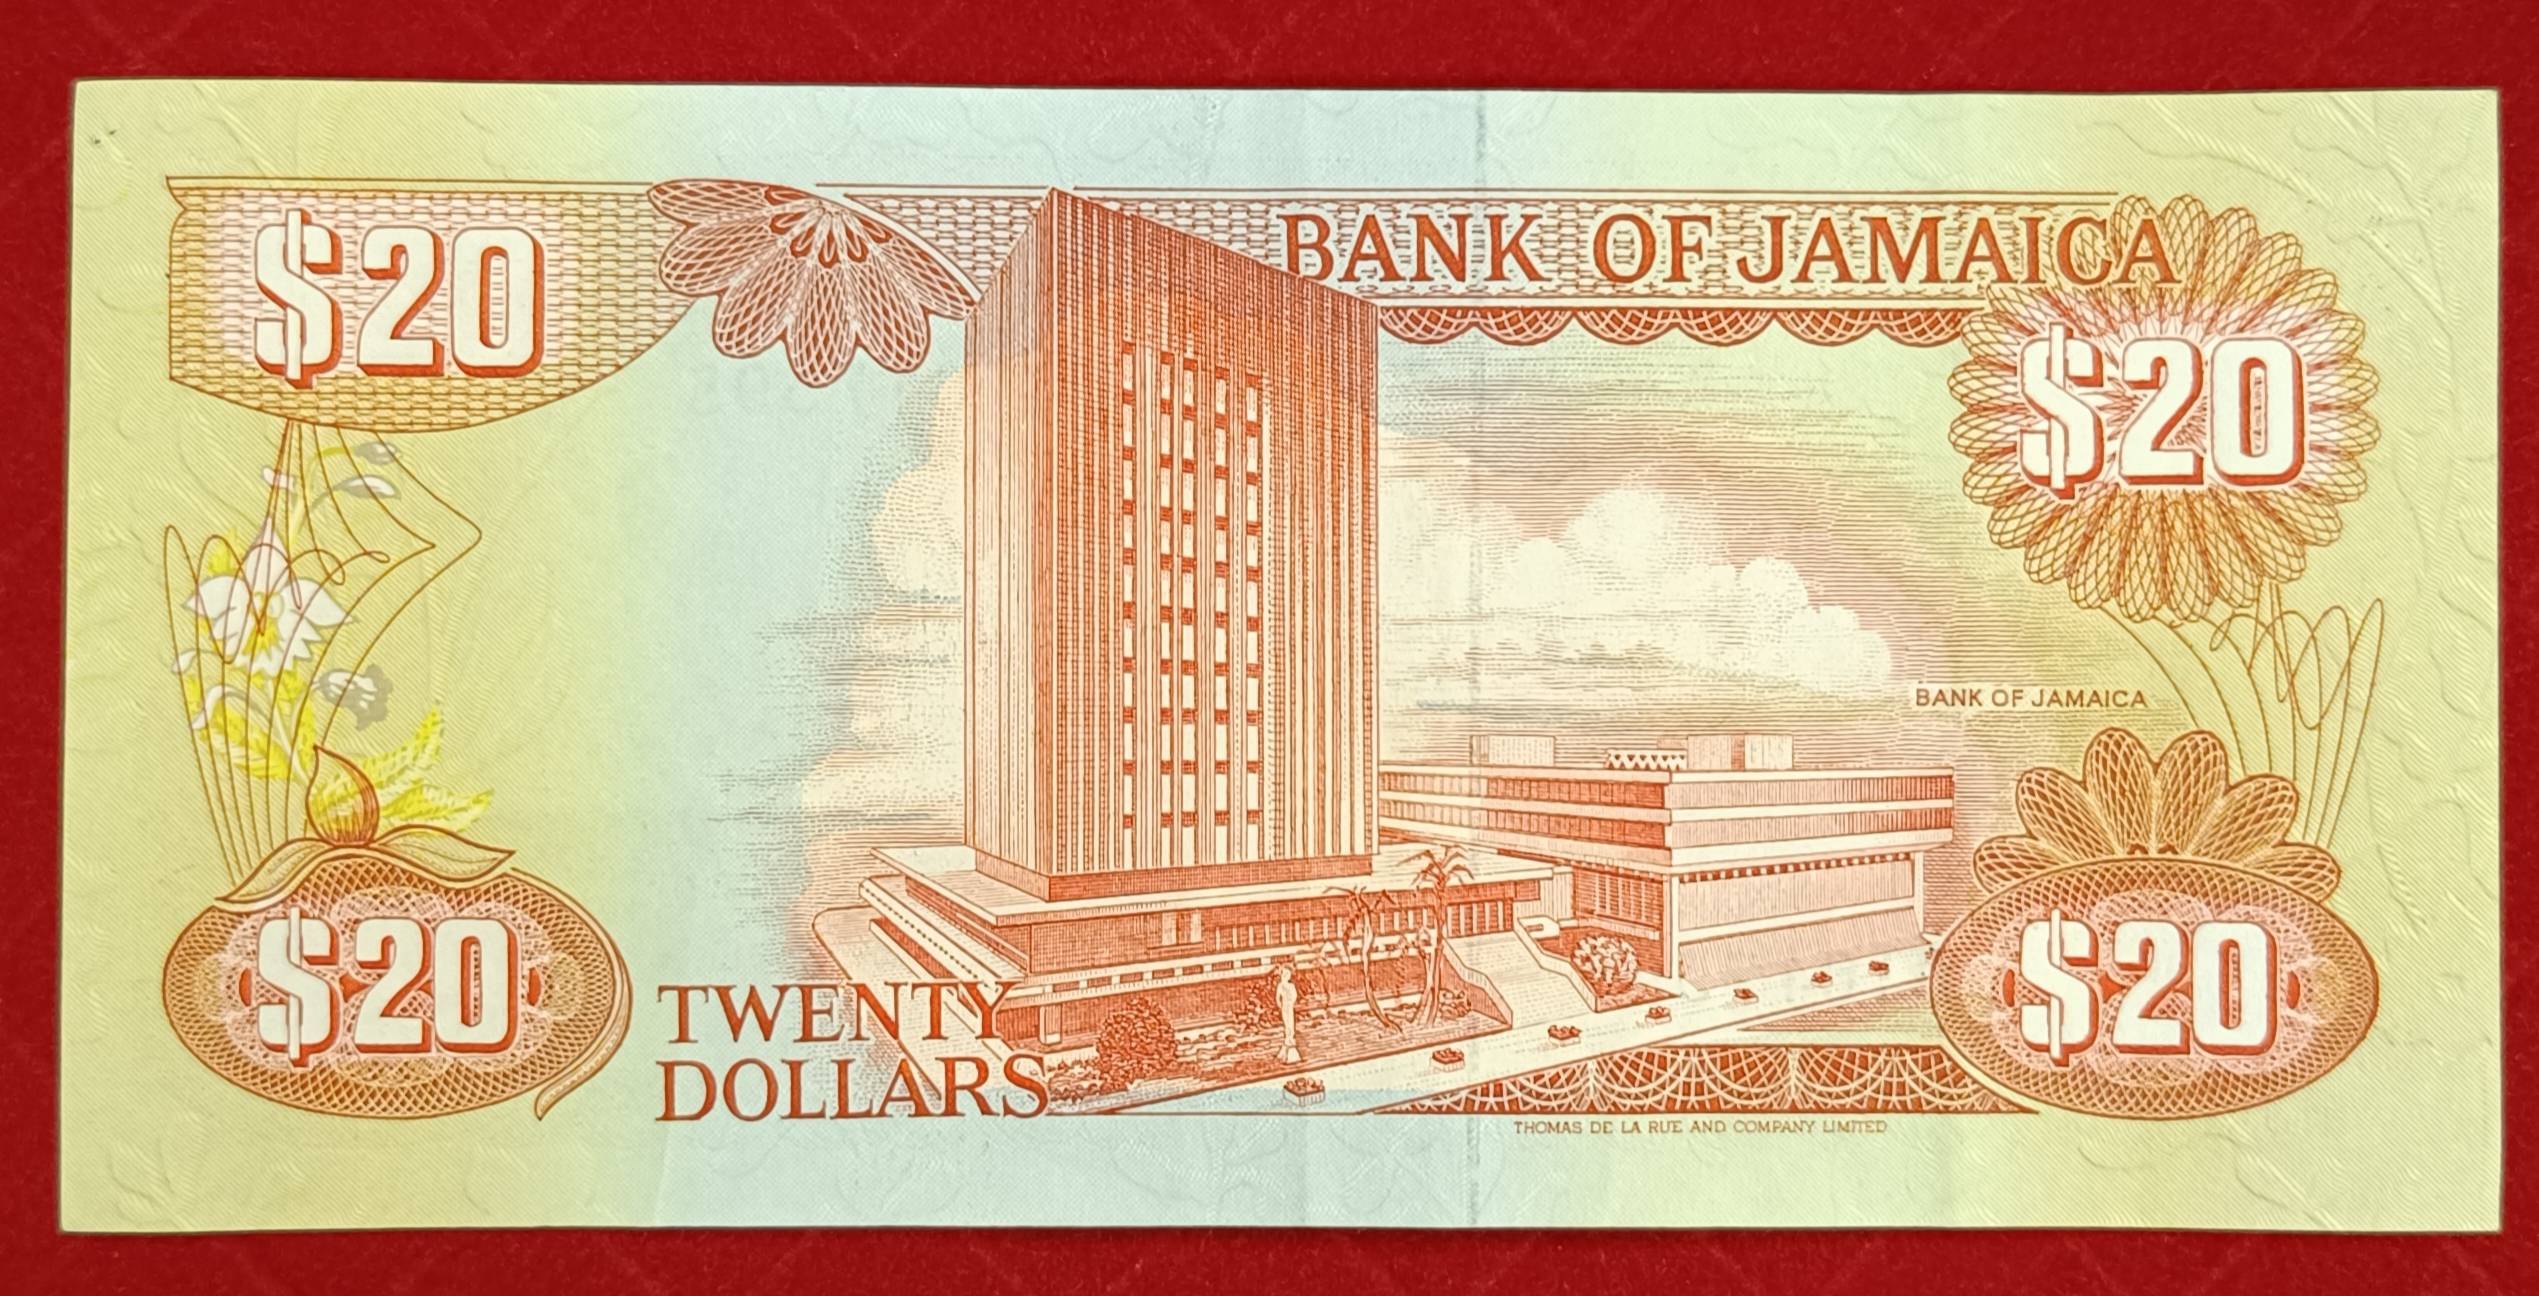 $20
BANK OF JAMAICA
$20
BANK OF JAMAICA
$20
TWENTY
DOLLARS
$20
THOMAS DE LA RUE AND COMPANY LIMITED